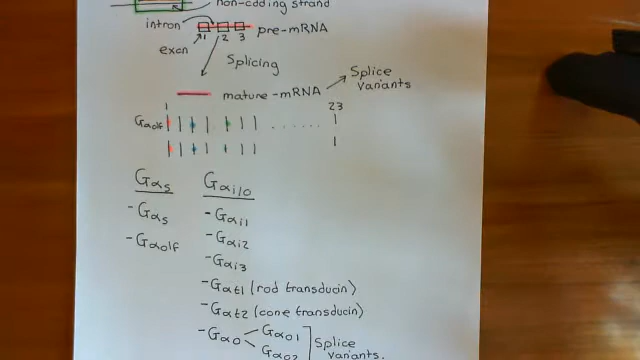 non-coding strand
intron
1 2 3 pre-mRNA
exon
Splicing
mature-mRNA
Splice
variants
1 23
Gαolf
Gαs
- Gαs
- Gαolf
Gαi/o
- Gαi1
- Gαi2
- Gαi3
- Gαt1 (rod transducin)
- Gαt2 (cone transducin)
- Gαo
Gαo1
Gαo2
Splice
variants.